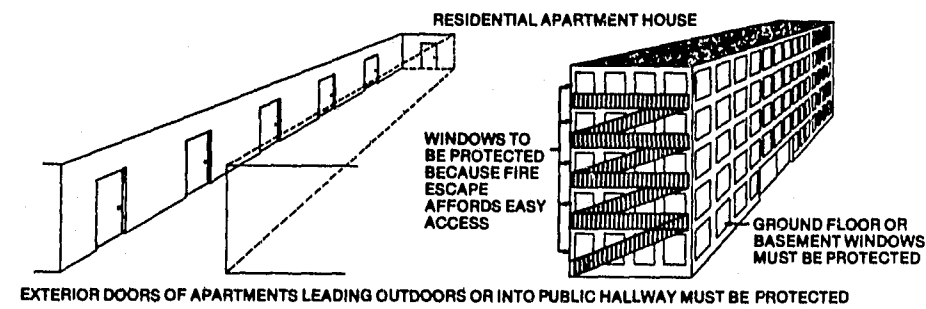 RESIDENTIAL APARTMENT HOUSE
WINDOWS TO
BE PROTECTED
BECAUSE FIRE
ESCAPE
AFFORDS EASY
ACCESS
GROUND FLOOR OR
BASEMENT WINDOWS
MUST BE PROTECTED
EXTERIOR DOORS OF APARTMENTS LEADING OUTDOORS OR INTO PUBLIC HALLWAY MUST BE PROTECTED